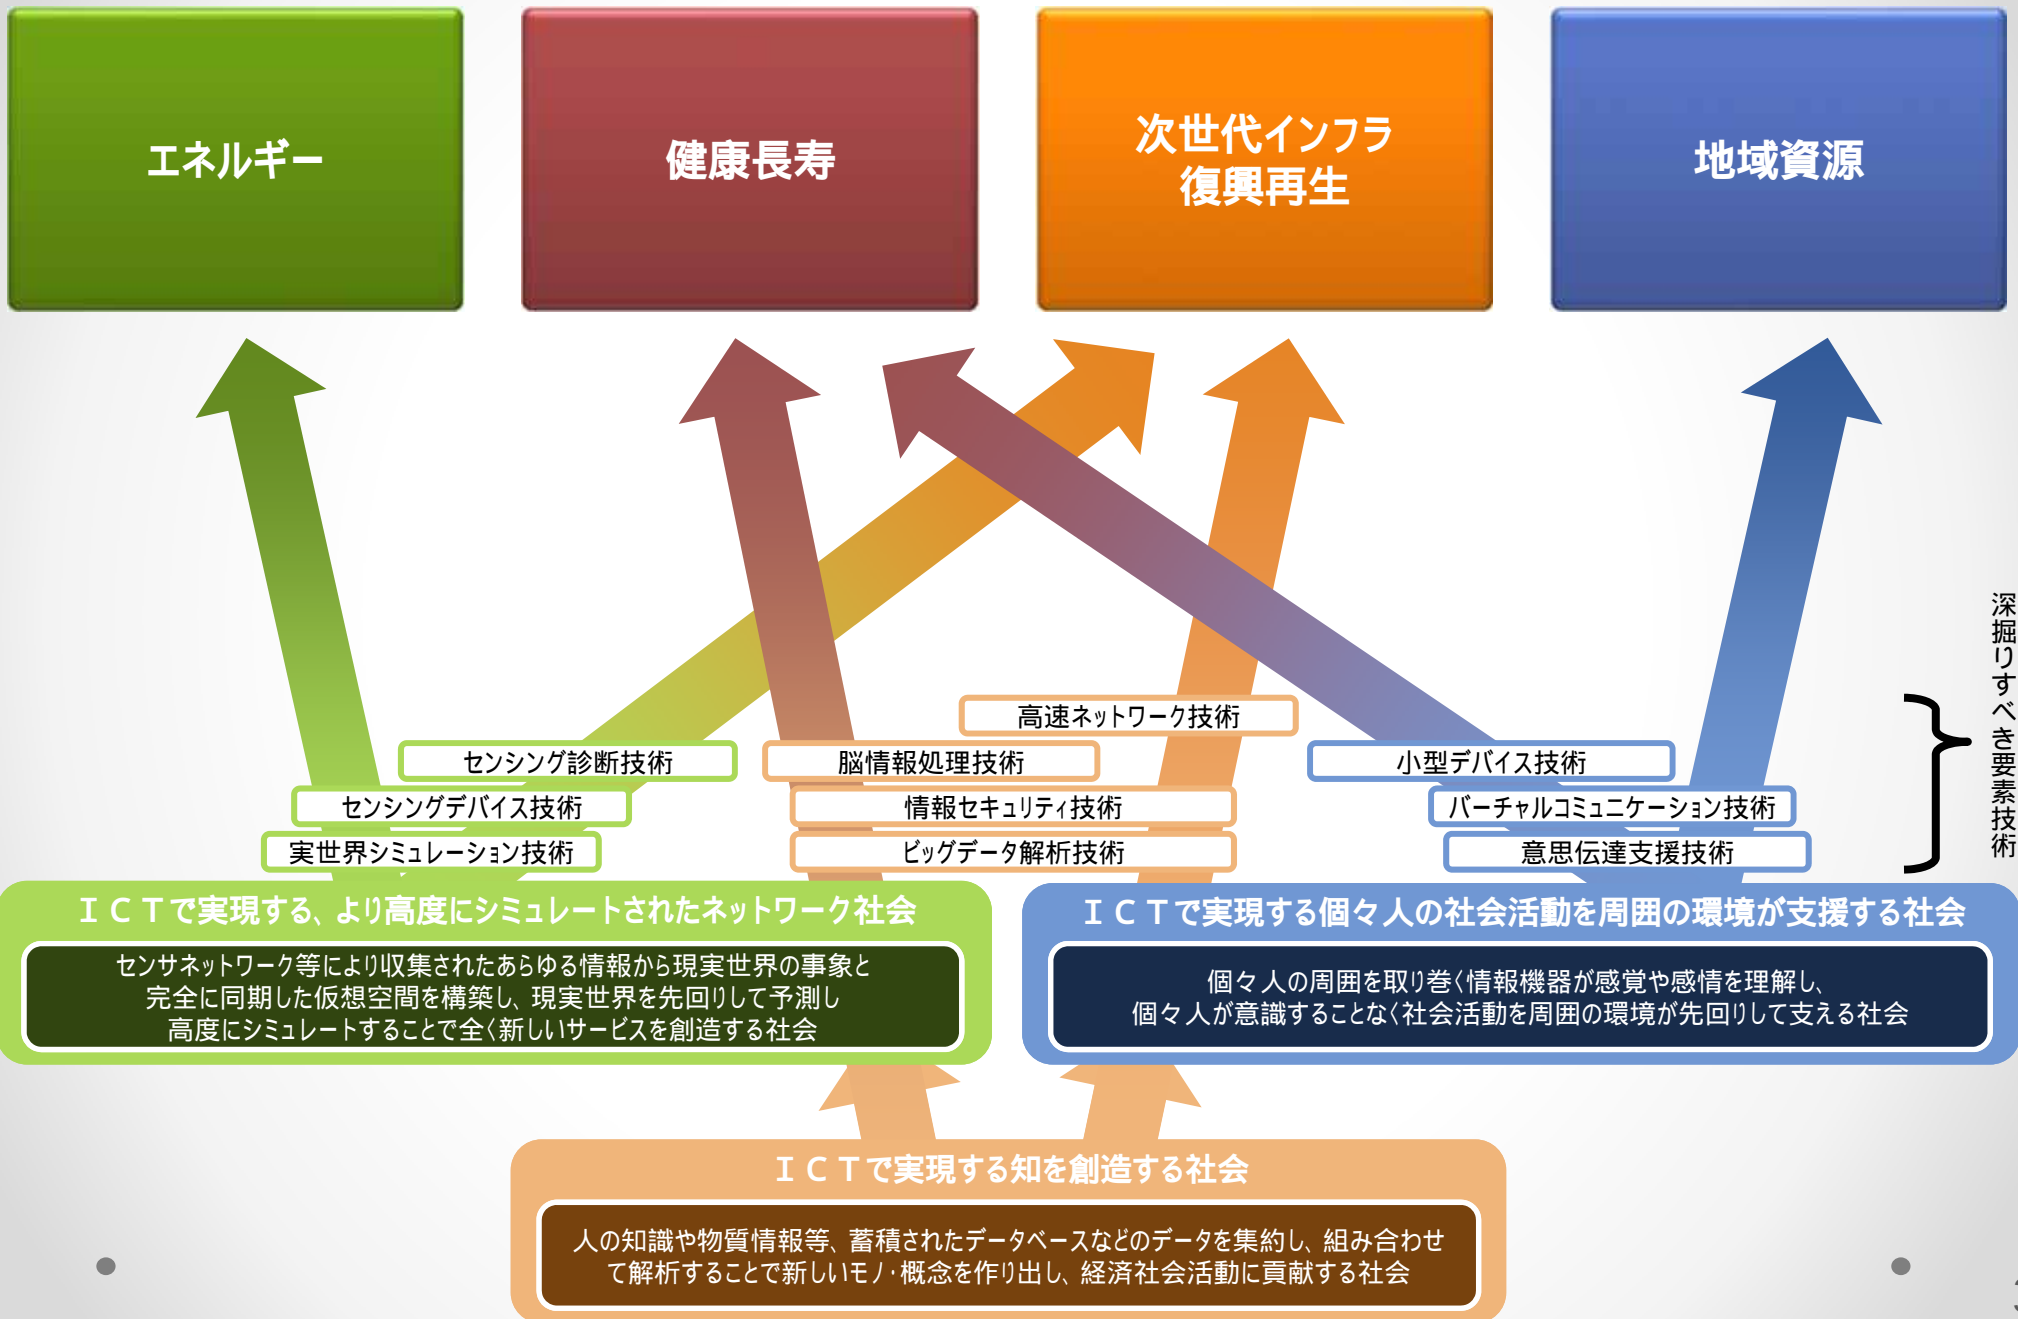 エネルギー
健康長寿
次世代インフラ
復興再生
地域資源
深掘りすべき要素技術
高速ネットワーク技術
センシング診断技術
脳情報処理技術
小型デバイス技術
センシングデバイス技術
情報セキュリティ技術
バーチャルコミュニケーション技術
実世界シミュレーション技術
ビッグデータ解析技術
意思伝達支援技術
ＩＣＴで実現する、より高度にシミュレートされたネットワーク社会
センサネットワーク等により収集されたあらゆる情報から現実世界の事象と
完全に同期した仮想空間を構築し、現実世界を先回りして予測し
高度にシミュレートすることで全く新しいサービスを創造する社会
ＩＣＴで実現する個々人の社会活動を周囲の環境が支援する社会
個々人の周囲を取り巻く情報機器が感覚や感情を理解し、
個々人が意識することなく社会活動を周囲の環境が先回りして支える社会
ＩＣＴで実現する知を創造する社会
人の知識や物質情報等、蓄積されたデータベースなどのデータを集約し、組み合わせ
て解析することで新しいモノ・概念を作り出し、経済社会活動に貢献する社会